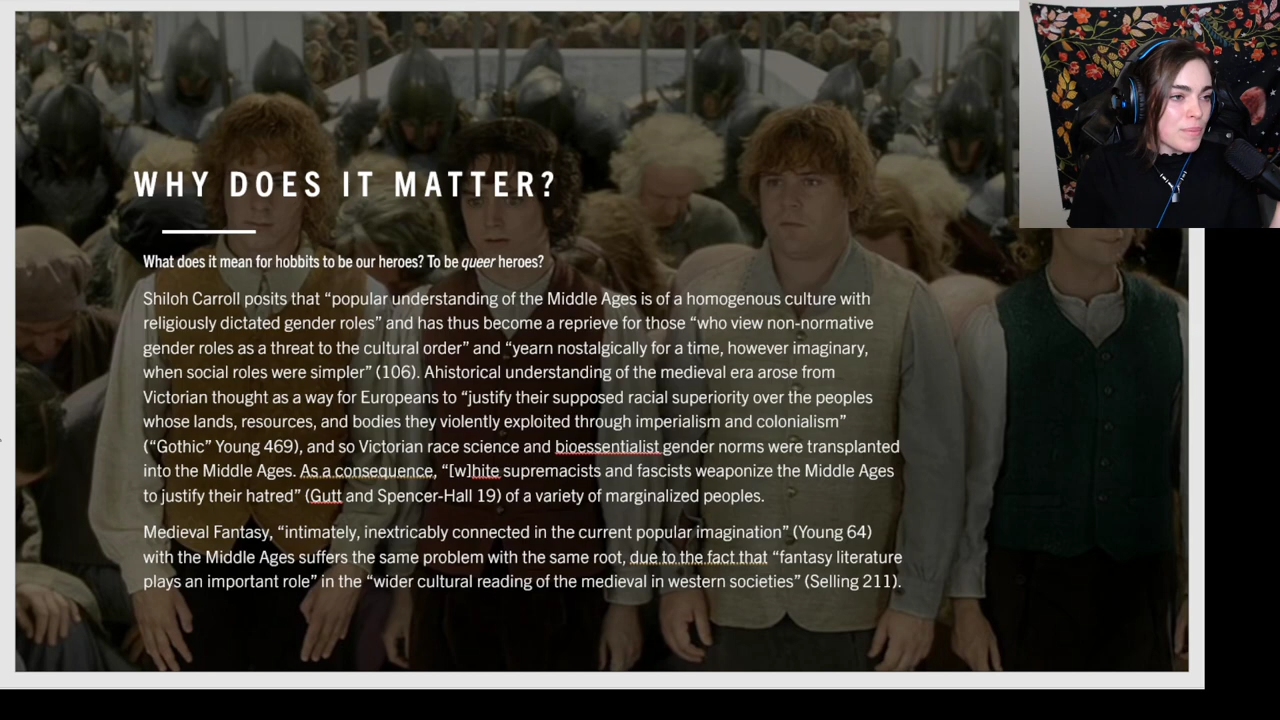 WHY DOES IT MATTER?
What does it mean for hobbits to be our heroes? To be queer heroes?
Shiloh Carroll posits that “popular understanding of the Middle Ages is of a homogenous culture with
religiously dictated gender roles” and has thus become a reprieve for those “who view non-normative
gender roles as a threat to the cultural order” and “yearn nostalgically for a time, however imaginary,
when social roles were simpler” (106). Ahistorical understanding of the medieval era arose from
Victorian thought as a way for Europeans to “justify their supposed racial superiority over the peoples
whose lands, resources, and bodies they violently exploited through imperialism and colonialism”
(“Gothic” Young 469), and so Victorian race science and bioessentialist gender norms were transplanted
into the Middle Ages. As a consequence, “[w]hite supremacists and fascists weaponize the Middle Ages
to justify their hatred” (Gutt and Spencer-Hall 19) of a variety of marginalized peoples.
Medieval Fantasy, “intimately, inextricably connected in the current popular imagination” (Young 64)
with the Middle Ages suffers the same problem with the same root, due to the fact that “fantasy literature
plays an important role” in the “wider cultural reading of the medieval in western societies” (Selling 211).